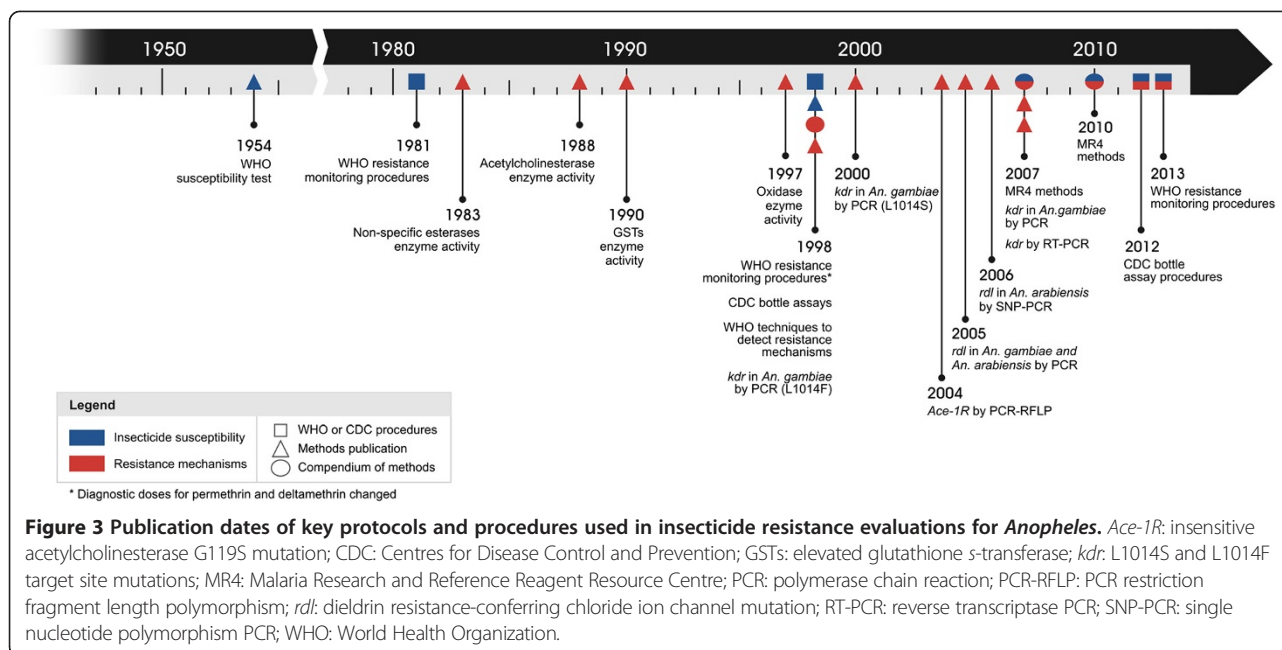 1950
1980
1990
2000
2010
1954
WHO
susceptibility test
1981
WHO resistance
monitoring procedures
1983
Non-specific esterases
enzyme activity
1988
Acetylcholinesterase
enzyme activity
1990
GSTs
enzyme
activity
1997
Oxidase
ezyme
activity
1998
WHO resistance
monitoring procedures*
CDC bottle assays
WHO techniques to
detect resistance
mechanisms
kdr in An. gambiae
by PCR (L1014F)
2000
kdr in An. gambiae
by PCR (L1014S)
2004
Ace-1R by PCR-RFLP
2005
rdl in An. gambiae and
An. arabiensis by PCR
2006
rdl in An. arabiensis
by SNP-PCR
2007
MR4 methods
kdr in An.gambiae
by PCR
kdr by RT-PCR
2010
MR4
methods
2012
CDC bottle
assay procedures
2013
WHO resistance
monitoring procedures
Legend
Insecticide susceptibility
Resistance mechanisms
WHO or CDC procedures
Methods publication
Compendium of methods
* Diagnostic doses for permethrin and deltamethrin changed
Figure 3 Publication dates of key protocols and procedures used in insecticide resistance evaluations for Anopheles. Ace-1R: insensitive
acetylcholinesterase G119S mutation; CDC: Centres for Disease Control and Prevention; GSTs: elevated glutathione s-transferase; kdr: L1014S and L1014F
target site mutations; MR4: Malaria Research and Reference Reagent Resource Centre; PCR: polymerase chain reaction; PCR-RFLP: PCR restriction
fragment length polymorphism; rdl: dieldrin resistance-conferring chloride ion channel mutation; RT-PCR: reverse transcriptase PCR; SNP-PCR: single
nucleotide polymorphism PCR; WHO: World Health Organization.